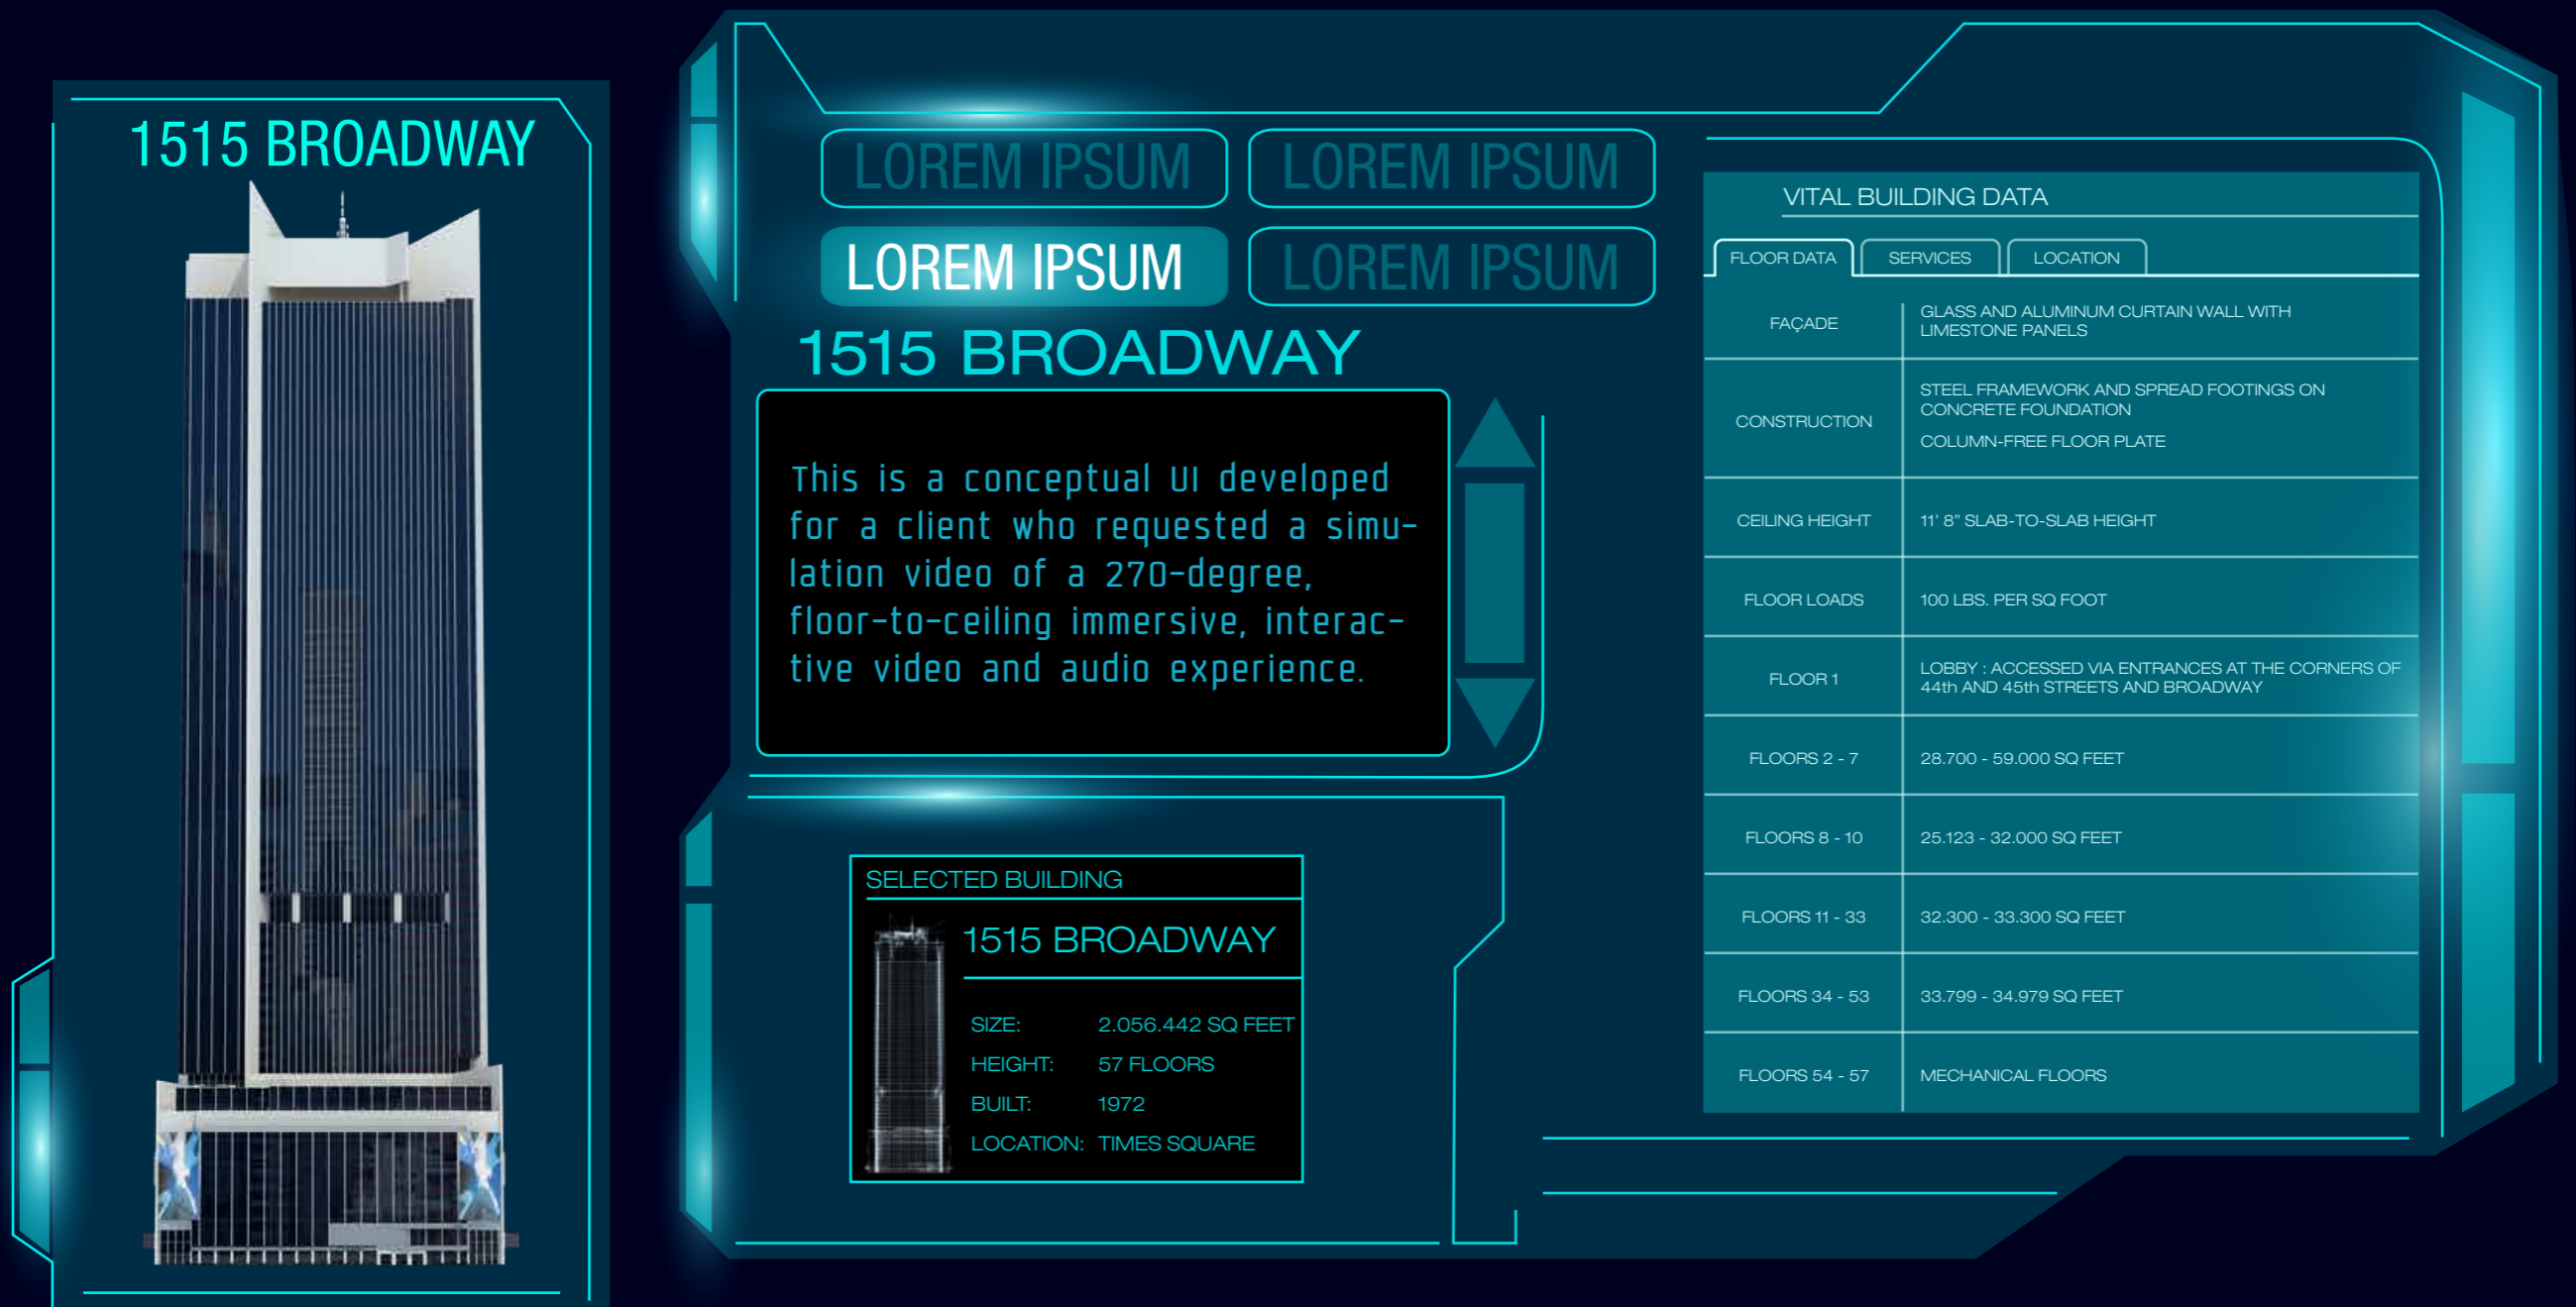 1515 BROADWAY
LOREM IPSUM
LOREM IPSUM
LOREM IPSUM
LOREM IPSUM
1515 BROADWAY
This is a conceptual UI developed
for a client who requested a simu-
lation video of a 270-degree,
floor-to-ceiling immersive, interac-
tive video and audio experience.
SELECTED BUILDING
1515 BROADWAY
SIZE: 2.056.442 SQ FEET
HEIGHT: 57 FLOORS
BUILT: 1972
LOCATION: TIMES SQUARE
VITAL BUILDING DATA
FLOOR DATA
SERVICES
LOCATION
FAÇADE
GLASS AND ALUMINUM CURTAIN WALL WITH
LIMESTONE PANELS
CONSTRUCTION
STEEL FRAMEWORK AND SPREAD FOOTINGS ON
CONCRETE FOUNDATION
COLUMN-FREE FLOOR PLATE
CEILING HEIGHT
11' 8" SLAB-TO-SLAB HEIGHT
FLOOR LOADS
100 LBS. PER SQ FOOT
FLOOR 1
LOBBY : ACCESSED VIA ENTRANCES AT THE CORNERS OF
44th AND 45th STREETS AND BROADWAY
FLOORS 2 - 7
28.700 - 59.000 SQ FEET
FLOORS 8 - 10
25.123 - 32.000 SQ FEET
FLOORS 11 - 33
32.300 - 33.300 SQ FEET
FLOORS 34 - 53
33.799 - 34.979 SQ FEET
FLOORS 54 - 57
MECHANICAL FLOORS